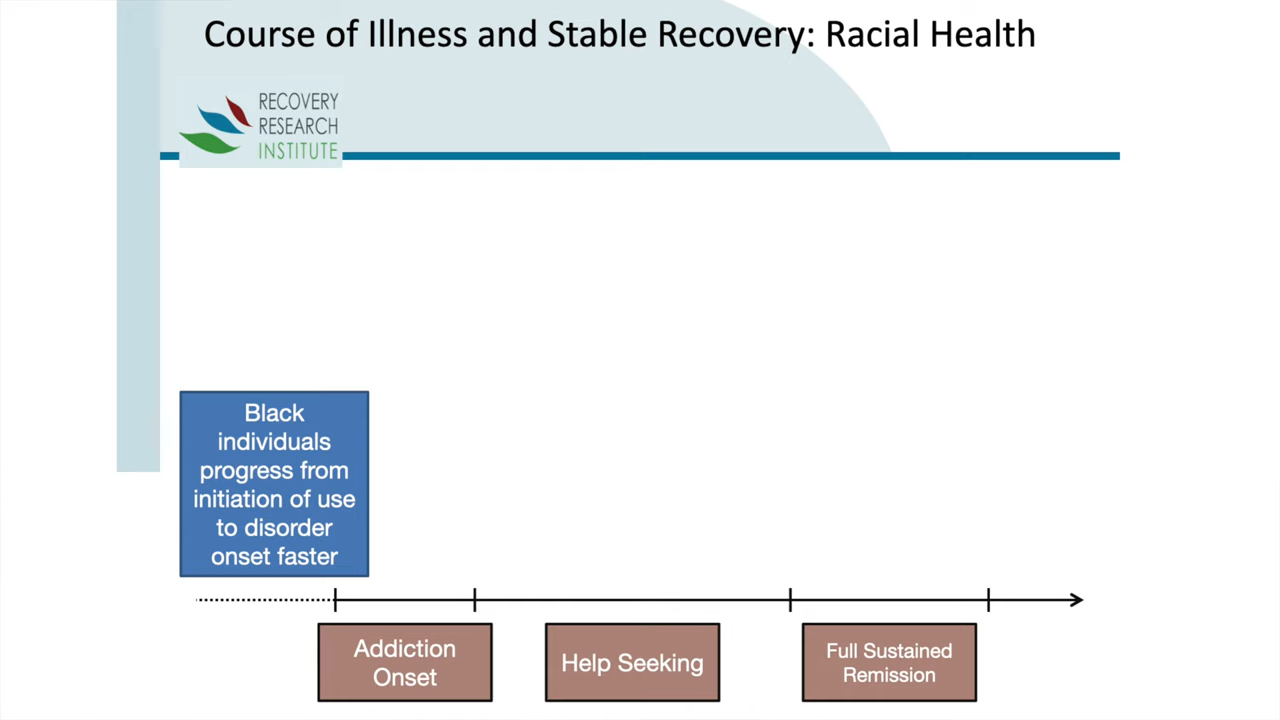 Course of Illness and Stable Recovery: Racial Health
RECOVERY
RESEARCH
INSTITUTE
Black
individuals
progress from
initiation of use
to disorder
onset faster
Addiction
Onset
Help Seeking
Full Sustained
Remission